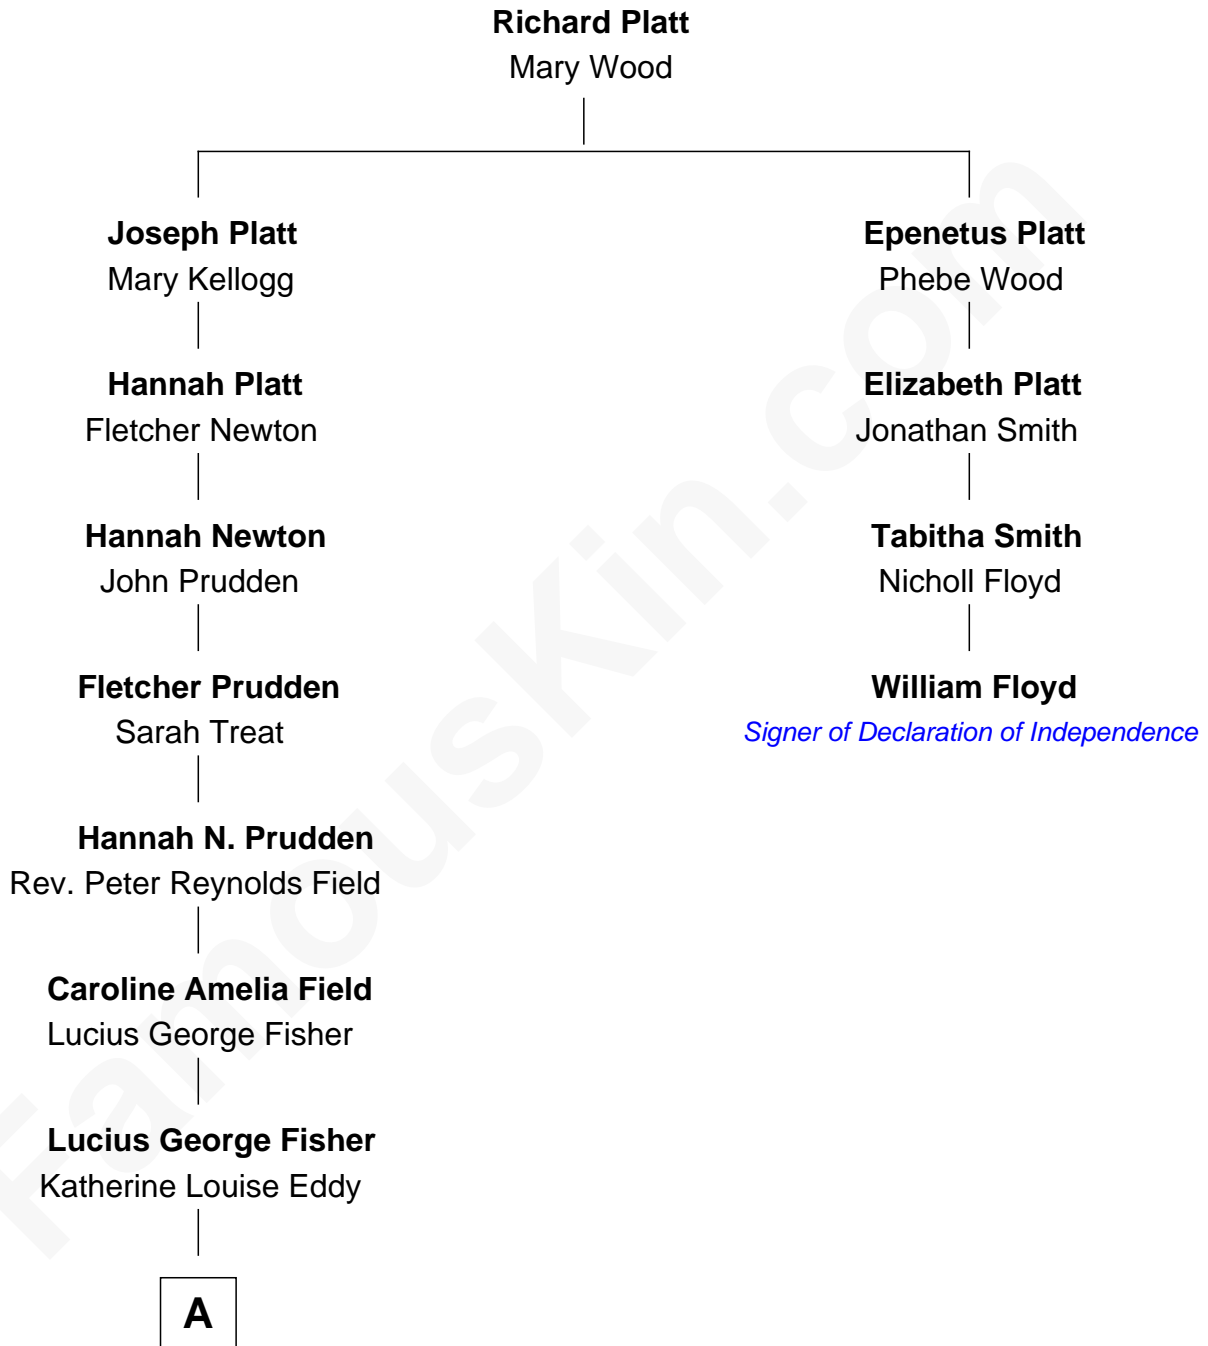 Richard Platt
Mary Wood
Joseph Platt
Mary Kellogg
Epenetus Platt
Phebe Wood
Hannah Platt
Fletcher Newton
Elizabeth Platt
Jonathan Smith
Hannah Newton
John Prudden
Tabitha Smith
Nicholl Floyd
Fletcher Prudden
Sarah Treat
William Floyd
Signer of Declaration of Independence
Hannah N. Prudden
Rev. Peter Reynolds Field
Caroline Amelia Field
Lucius George Fisher
Lucius George Fisher
Katherine Louise Eddy
A
FamousKin.com